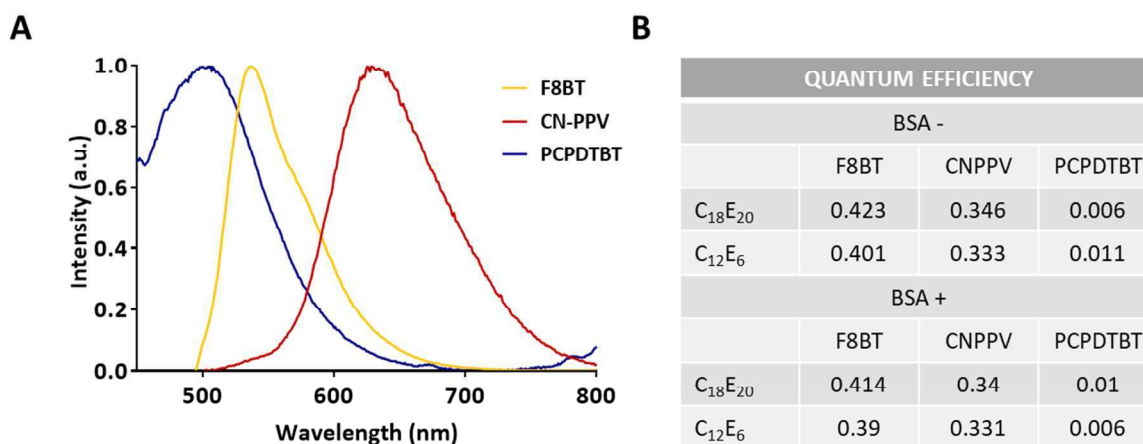 A
Intensity (a.u.)
1.0
0.8
0.6
0.4
0.2
0.0
500 600 700 800
Wavelength (nm)
F8BT
CN-PPV
PCPDTBT
B
QUANTUM EFFICIENCY
BSA -
F8BT CNPPV PCPDTBT
C18E20 0.423 0.346 0.006
C12E6 0.401 0.333 0.011
BSA +
F8BT CNPPV PCPDTBT
C18E20 0.414 0.34 0.01
C12E6 0.39 0.331 0.006